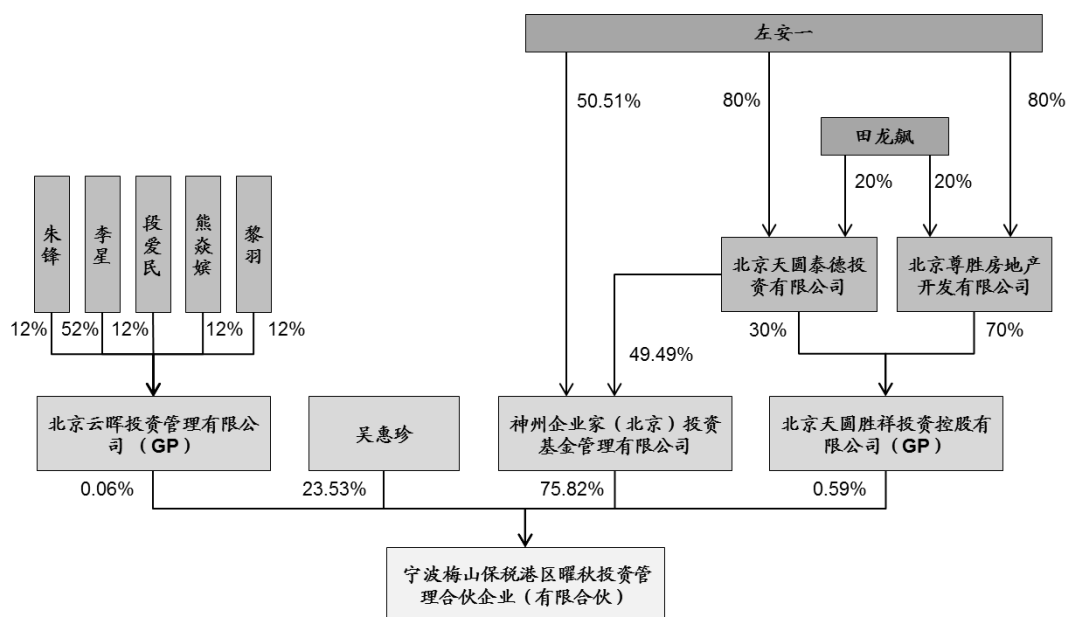 左安一
50.51%
80%
80%
田龙飙
20%
20%
朱锋
李星
段爱民
熊焱嫔
黎羽
北京天圆泰德投
资有限公司
北京尊胜房地产
开发有限公司
12%
52%
12%
12%
12%
49.49%
30%
70%
北京云晖投资管理有限公
司（GP）
吴惠珍
神州企业家（北京）投资
基金管理有限公司
北京天圆胜祥投资控股有
限公司（GP）
0.06%
23.53%
75.82%
0.59%
宁波梅山保税港区曜秋投资管
理合伙企业（有限合伙）